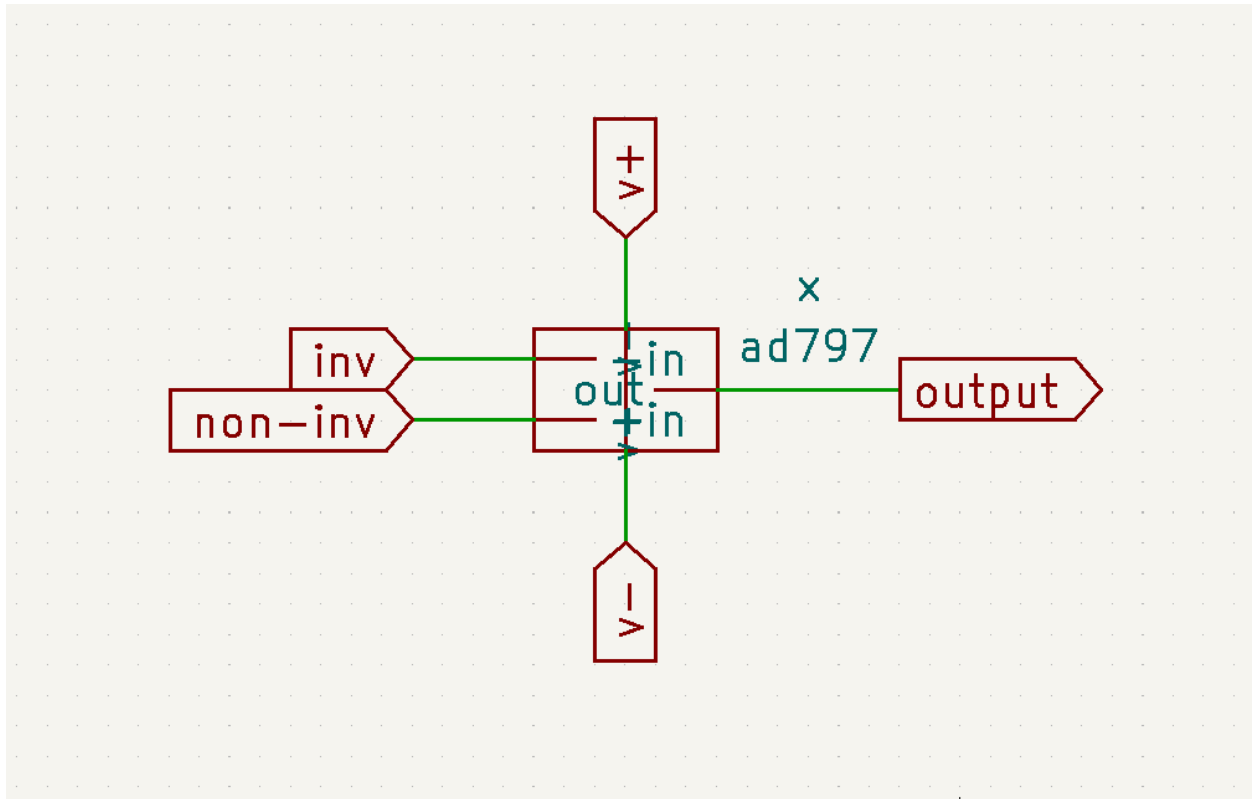 v+
x
ad797
inv
-in
v-
out
output
non-inv
+in
v+
v-